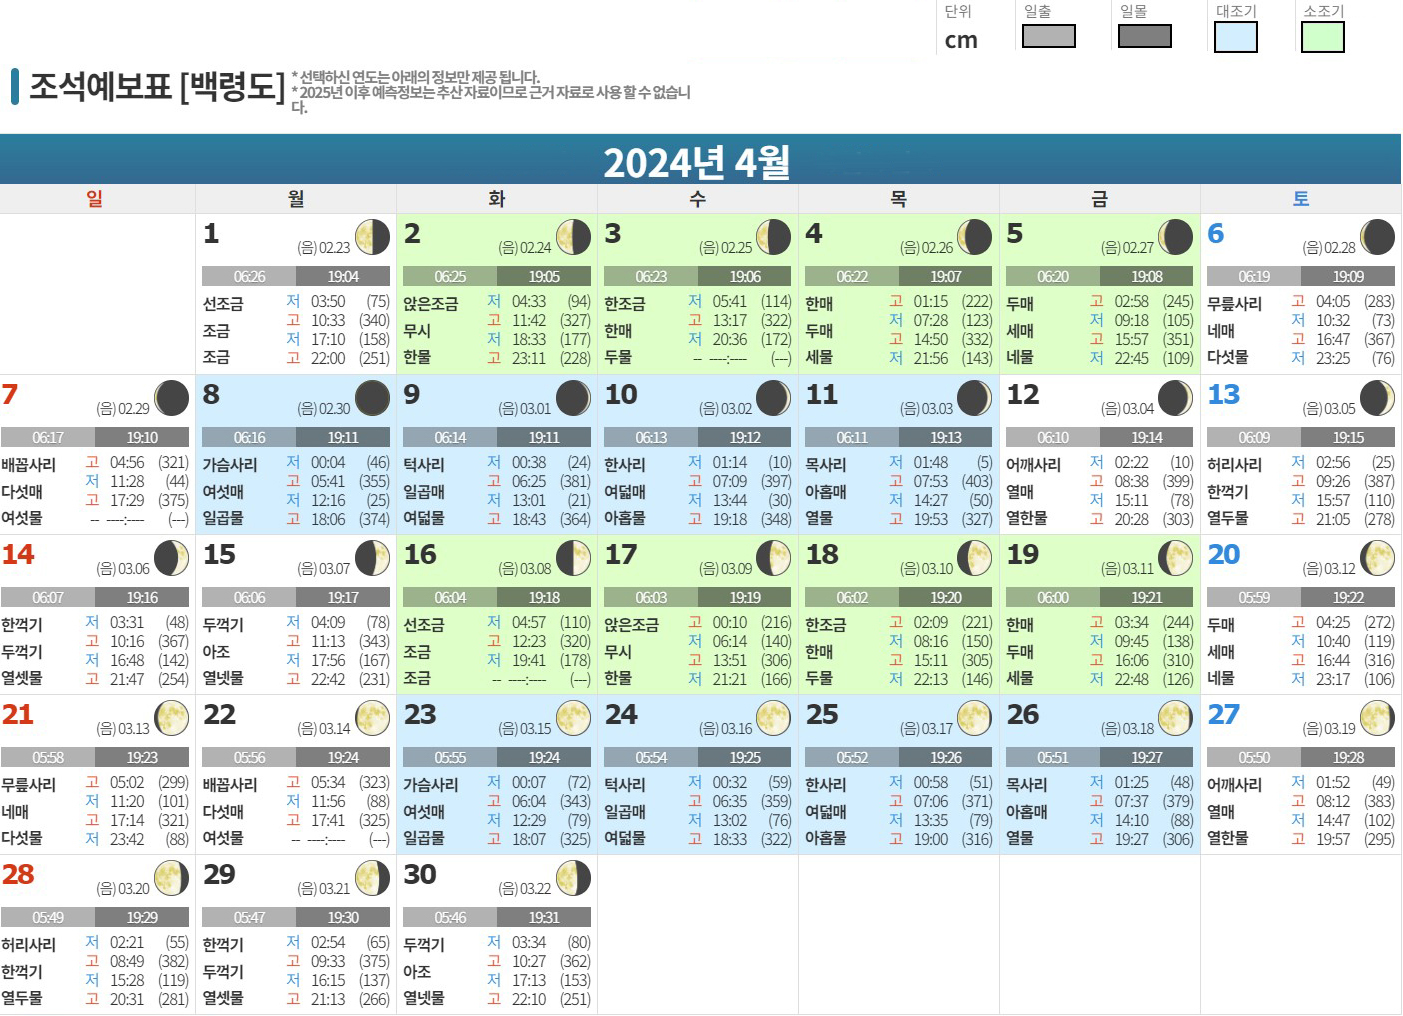 단위 일출 일몰 대조기 소조기
cm
조석예보표 [백령도]
* 선택하신 연도는 아래의 정보만 제공 됩니다.
* 2025년 이후 예측정보는 추산 자료이므로 근거 자료로 사용 할 수 없습니
다.
2024년 4월
일 월 화 수 목 금 토
1 (음) 02.23
06:26 19:04
선조금 조금 조금
저 03:50 (75)
고 10:33 (340)
저 17:10 (158)
고 22:00 (251)
2 (음) 02.24
06:25 19:05
앉은조금 무시 한물
저 04:33 (94)
고 11:42 (327)
저 18:33 (177)
고 23:11 (228)
3 (음) 02.25
06:23 19:06
한조금 한매 두물
저 05:41 (114)
고 13:17 (322)
저 20:36 (172)
-- ----:---- (---)
4 (음) 02.26
06:22 19:07
한매 두매 세물
고 01:15 (222)
저 07:28 (123)
고 14:50 (332)
저 21:56 (143)
5 (음) 02.27
06:20 19:08
두매 세매 네물
고 02:58 (245)
저 09:18 (105)
고 15:57 (351)
저 22:45 (109)
6 (음) 02.28
06:19 19:09
무릎사리 네매 다섯물
고 04:05 (283)
저 10:32 (73)
고 16:47 (367)
저 23:25 (76)
7 (음) 02.29
06:17 19:10
배꼽사리 다섯매 여섯물
고 04:56 (321)
저 11:28 (44)
고 17:29 (375)
-- ----:---- (---)
8 (음) 02.30
06:16 19:11
가슴사리 여섯매 일곱물
저 00:04 (46)
고 05:41 (355)
저 12:16 (25)
고 18:06 (374)
9 (음) 03.01
06:14 19:11
턱사리 일곱매 여덟물
저 00:38 (24)
고 06:25 (381)
저 13:01 (21)
고 18:43 (364)
10 (음) 03.02
06:13 19:12
한사리 여덟매 아홉물
저 01:14 (10)
고 07:09 (397)
저 13:44 (30)
고 19:18 (348)
11 (음) 03.03
06:11 19:13
목사리 아홉매 열물
저 01:48 (5)
고 07:53 (403)
저 14:27 (50)
고 19:53 (327)
12 (음) 03.04
06:10 19:14
어깨사리 열매 열한물
저 02:22 (10)
고 08:38 (399)
저 15:11 (78)
고 20:28 (303)
13 (음) 03.05
06:09 19:15
허리사리 한꺾기 열두물
저 02:56 (25)
고 09:26 (387)
저 15:57 (110)
고 21:05 (278)
14 (음) 03.06
06:07 19:16
한꺾기 두꺾기 열셋물
저 03:31 (48)
고 10:16 (367)
저 16:48 (142)
고 21:47 (254)
15 (음) 03.07
06:06 19:17
두꺾기 아조 열넷물
저 04:09 (78)
고 11:13 (343)
저 17:56 (167)
고 22:42 (231)
16 (음) 03.08
06:04 19:18
선조금 조금 조금
저 04:57 (110)
고 12:23 (320)
저 19:41 (178)
-- ----:---- (---)
17 (음) 03.09
06:03 19:19
앉은조금 무시 한물
고 00:10 (216)
저 06:14 (140)
고 13:51 (306)
저 21:21 (166)
18 (음) 03.10
06:02 19:20
한조금 한매 두물
고 02:09 (221)
저 08:16 (150)
고 15:11 (305)
저 22:13 (146)
19 (음) 03.11
06:00 19:21
한매 두매 세물
고 03:34 (244)
저 09:45 (138)
고 16:06 (310)
저 22:48 (126)
20 (음) 03.12
05:59 19:22
두매 세매 네물
고 04:25 (272)
저 10:40 (119)
고 16:44 (316)
저 23:17 (106)
21 (음) 03.13
05:58 19:23
무릎사리 네매 다섯물
고 05:02 (299)
저 11:20 (101)
고 17:14 (321)
저 23:42 (88)
22 (음) 03.14
05:56 19:24
배꼽사리 다섯매 여섯물
고 05:34 (323)
저 11:56 (88)
고 17:41 (325)
-- ----:---- (---)
23 (음) 03.15
05:55 19:24
가슴사리 여섯매 일곱물
저 00:07 (72)
고 06:04 (343)
저 12:29 (79)
고 18:07 (325)
24 (음) 03.16
05:54 19:25
턱사리 일곱매 여덟물
저 00:32 (59)
고 06:35 (359)
저 13:02 (76)
고 18:33 (322)
25 (음) 03.17
05:52 19:26
한사리 여덟매 아홉물
저 00:58 (51)
고 07:06 (371)
저 13:35 (79)
고 19:00 (316)
26 (음) 03.18
05:51 19:27
목사리 아홉매 열물
저 01:25 (48)
고 07:37 (379)
저 14:10 (88)
고 19:27 (306)
27 (음) 03.19
05:50 19:28
어깨사리 열매 열한물
저 01:52 (49)
고 08:12 (383)
저 14:47 (102)
고 19:57 (295)
28 (음) 03.20
05:49 19:29
허리사리 한꺾기 열두물
저 02:21 (55)
고 08:49 (382)
저 15:28 (119)
고 20:31 (281)
29 (음) 03.21
05:47 19:30
한꺾기 두꺾기 열셋물
저 02:54 (65)
고 09:33 (375)
저 16:15 (137)
고 21:13 (266)
30 (음) 03.22
05:46 19:31
두꺾기 아조 열넷물
저 03:34 (80)
고 10:27 (362)
저 17:13 (153)
고 22:10 (251)